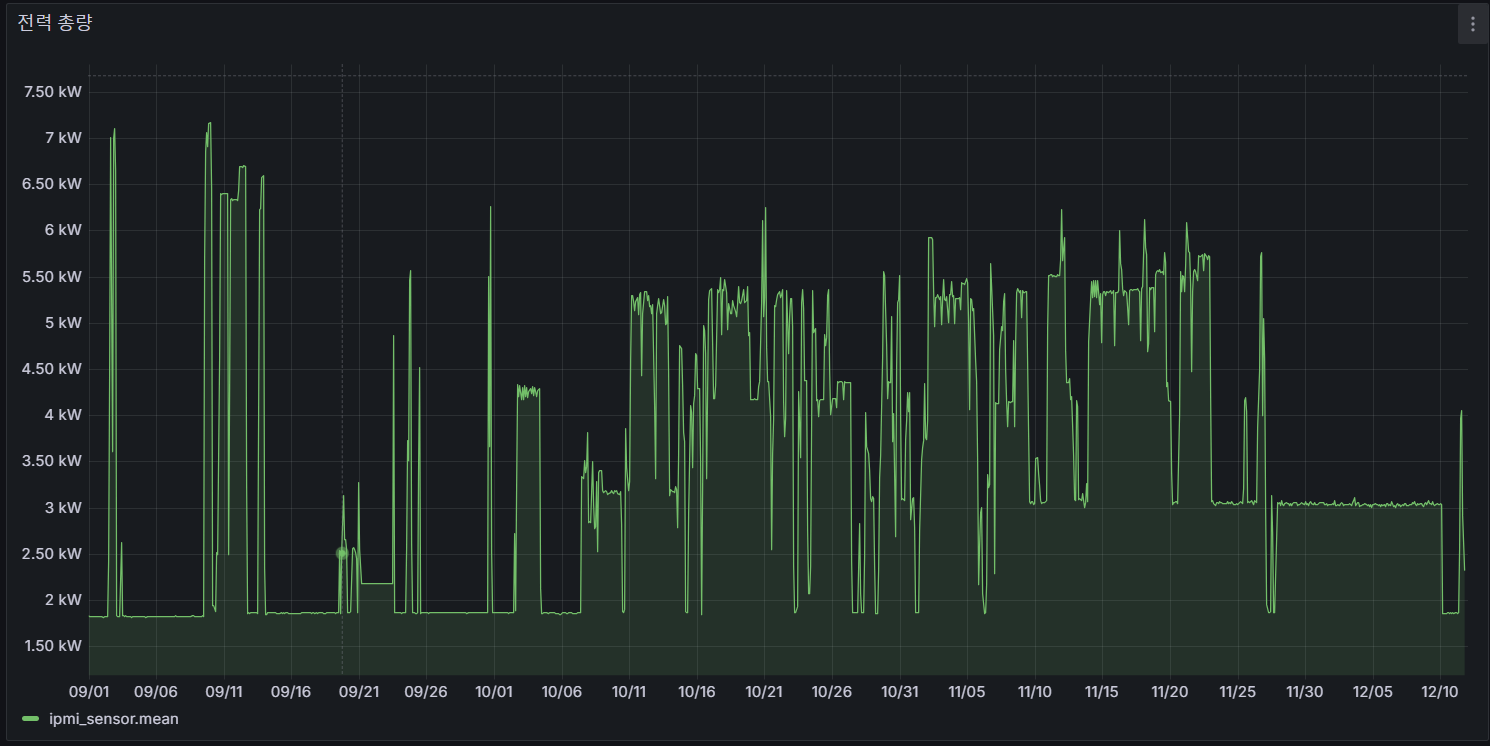 전력 총량
7.50 kW
7 kW
6.50 kW
6 kW
5.50 kW
5 kW
4.50 kW
4 kW
3.50 kW
3 kW
2.50 kW
2 kW
1.50 kW
09/01 09/06 09/11 09/16 09/21 09/26 10/01 10/06 10/11 10/16 10/21 10/26 10/31 11/05 11/10 11/15 11/20 11/25 11/30 12/05 12/10
ipmi_sensor.mean